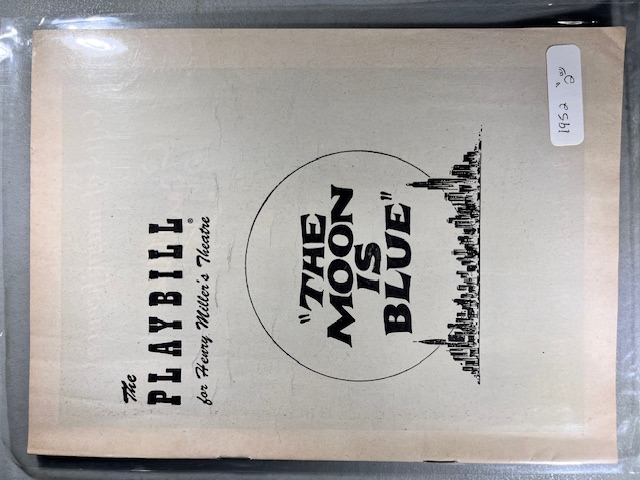 The
PLAYBILL®
for Henry Miller's Theatre
"THE
MOON
IS
BLUE"
1952